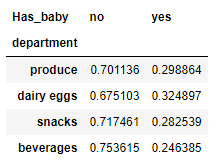 Has_baby no yes
department
produce 0.701136 0.298864
dairy eggs 0.675103 0.324897
snacks 0.717461 0.282539
beverages 0.753615 0.246385